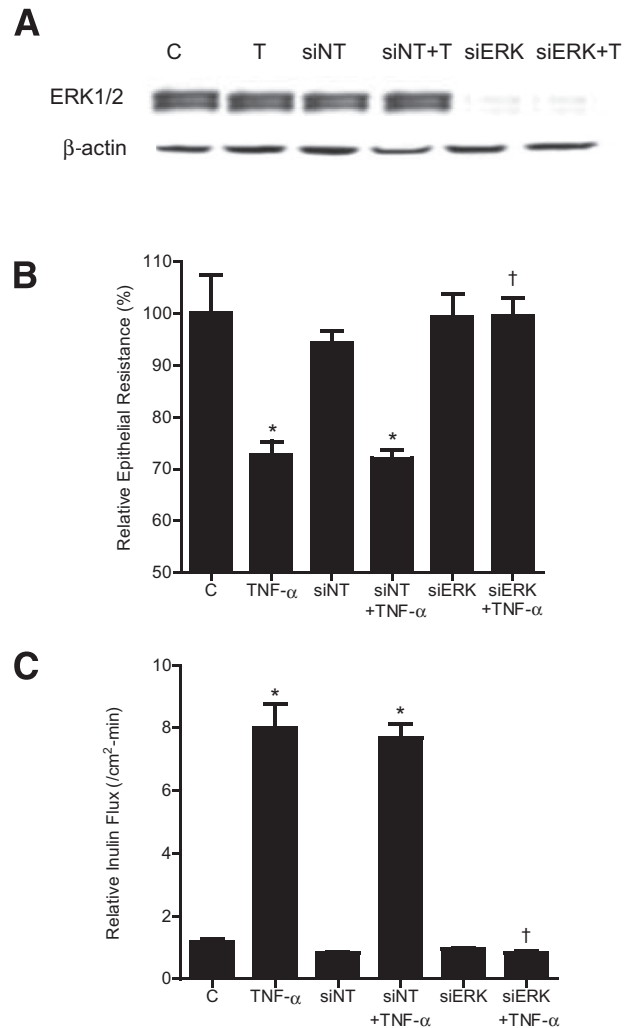 A
C T siNT siNT+T siERK siERK+T
ERK1/2
β-actin
B
Relative Epithelial Resistance (%)
110
100
90
80
70
60
50
*
*
†
C TNF-α siNT siNT siERK siERK
+TNF-α +TNF-α
C
Relative Inulin Flux (/cm²-min)
10
8
6
4
2
0
*
*
†
C TNF-α siNT siNT siERK siERK
+TNF-α +TNF-α